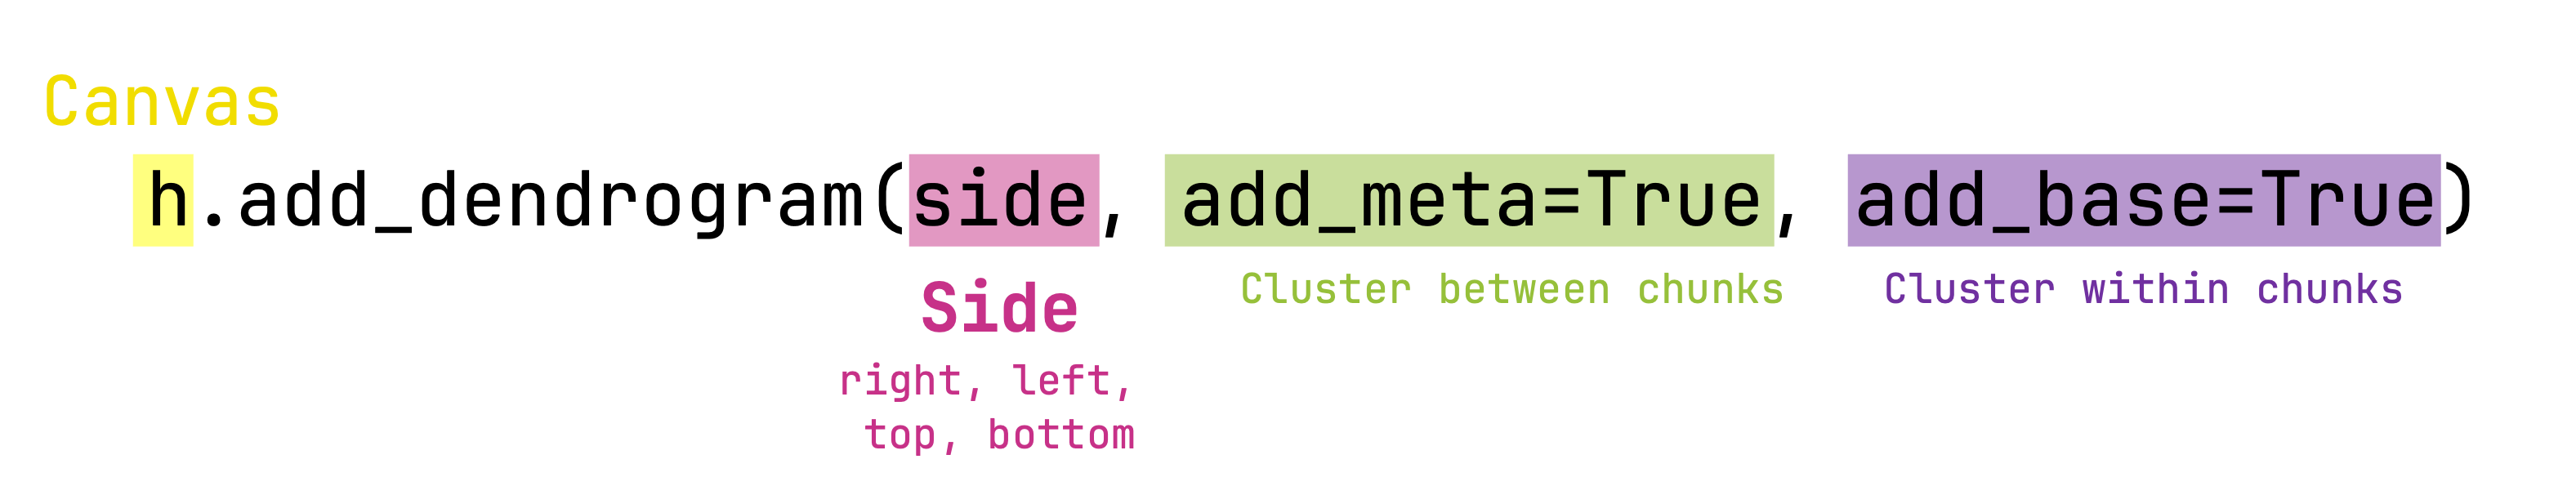 Canvas
h.add_dendrogram(side, add_meta=True, add_base=True)
Side
Cluster between chunks
Cluster within chunks
right, left,
top, bottom